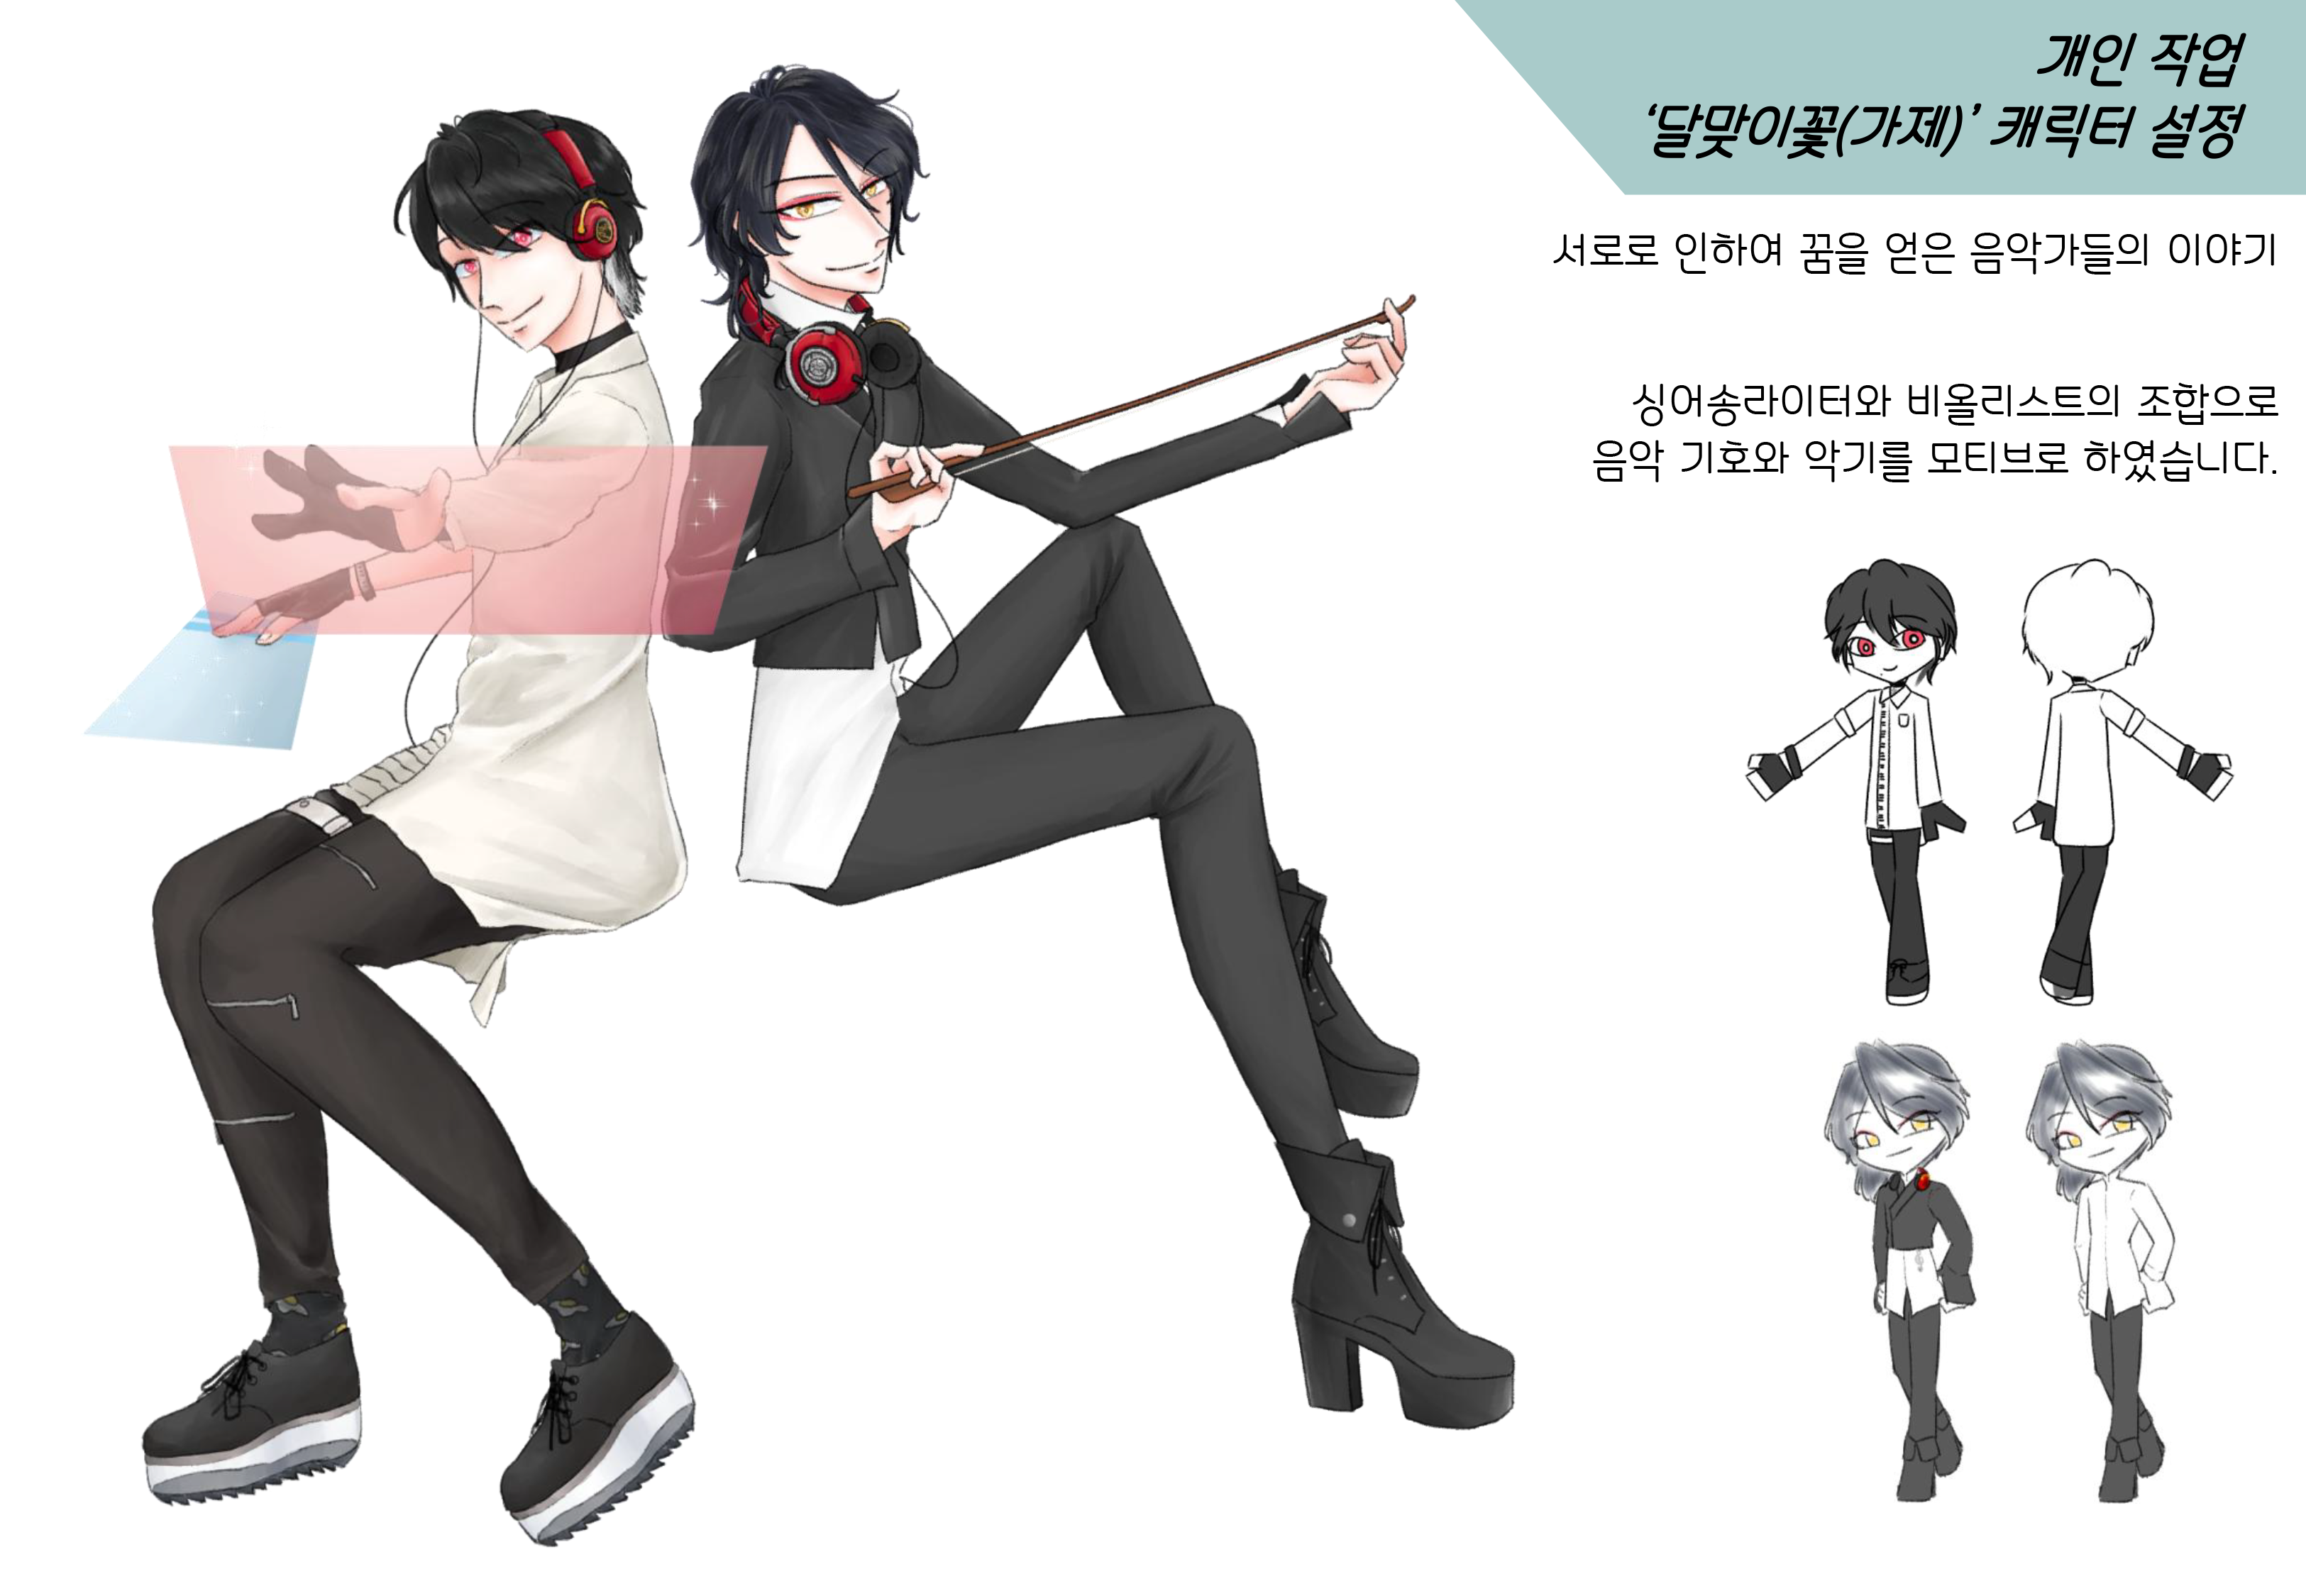 개인 작업
‘달맞이꽃(가제)’ 캐릭터 설정
서로로 인하여 꿈을 얻은 음악가들의 이야기
싱어송라이터와 비올리스트의 조합으로
음악 기호와 악기를 모티브로 하였습니다.